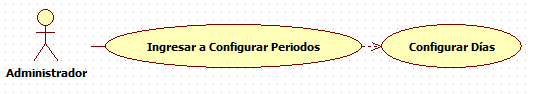 Ingresar a Configurar Periodos
Configurar Días
Administrador